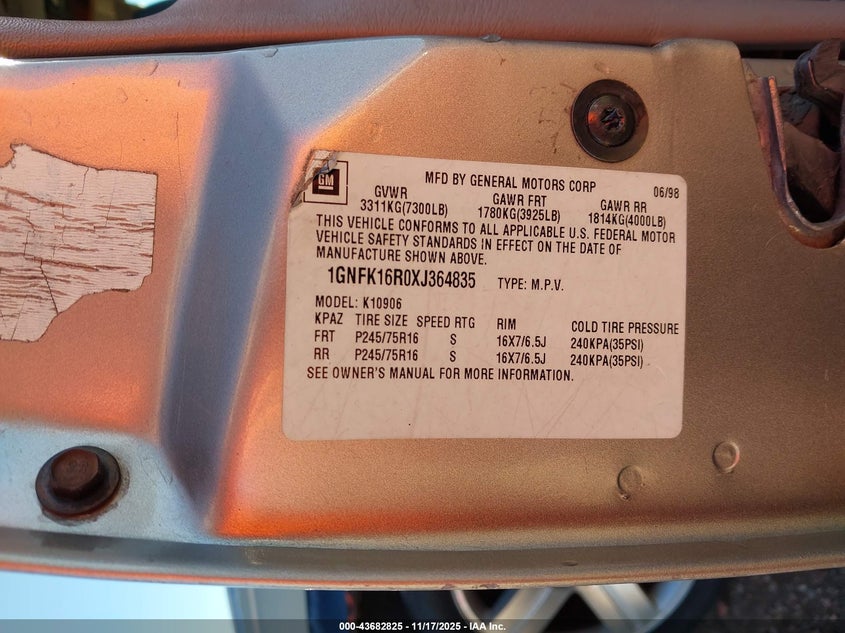 GM
MFD BY GENERAL MOTORS CORP 06/98
GVWR GAWR FRT GAWR RR
3311KG(7300LB) 1780KG(3925LB) 1814KG(4000LB)
THIS VEHICLE CONFORMS TO ALL APPLICABLE U.S. FEDERAL MOTOR
VEHICLE SAFETY STANDARDS IN EFFECT ON THE DATE OF
MANUFACTURE SHOWN ABOVE.
1GNFK16R0XJ364835 TYPE: M.P.V.
MODEL: K10906
KPAZ TIRE SIZE SPEED RTG RIM COLD TIRE PRESSURE
FRT P245/75R16 S 16X7/6.5J 240KPA(35PSI)
RR P245/75R16 S 16X7/6.5J 240KPA(35PSI)
SEE OWNER'S MANUAL FOR MORE INFORMATION.
000-43682825 - 11/17/2025 - IAA Inc.